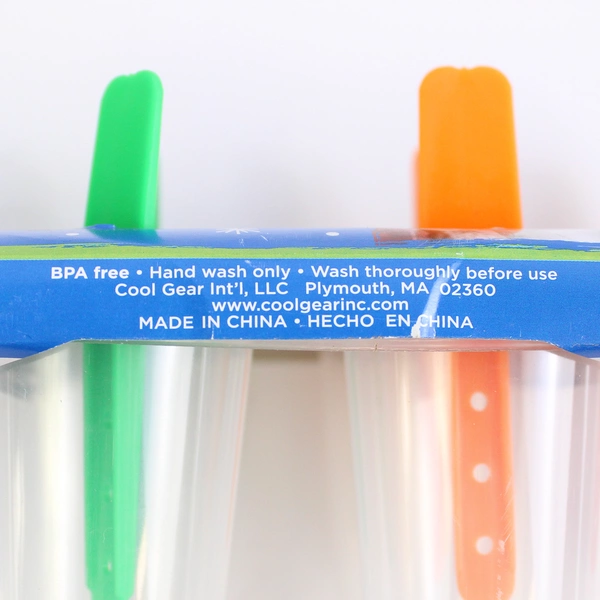 BPA free • Hand wash only • Wash thoroughly before use
Cool Gear Int'l, LLC Plymouth, MA 02360
www.coolgearinc.com
MADE IN CHINA • HECHO EN CHINA